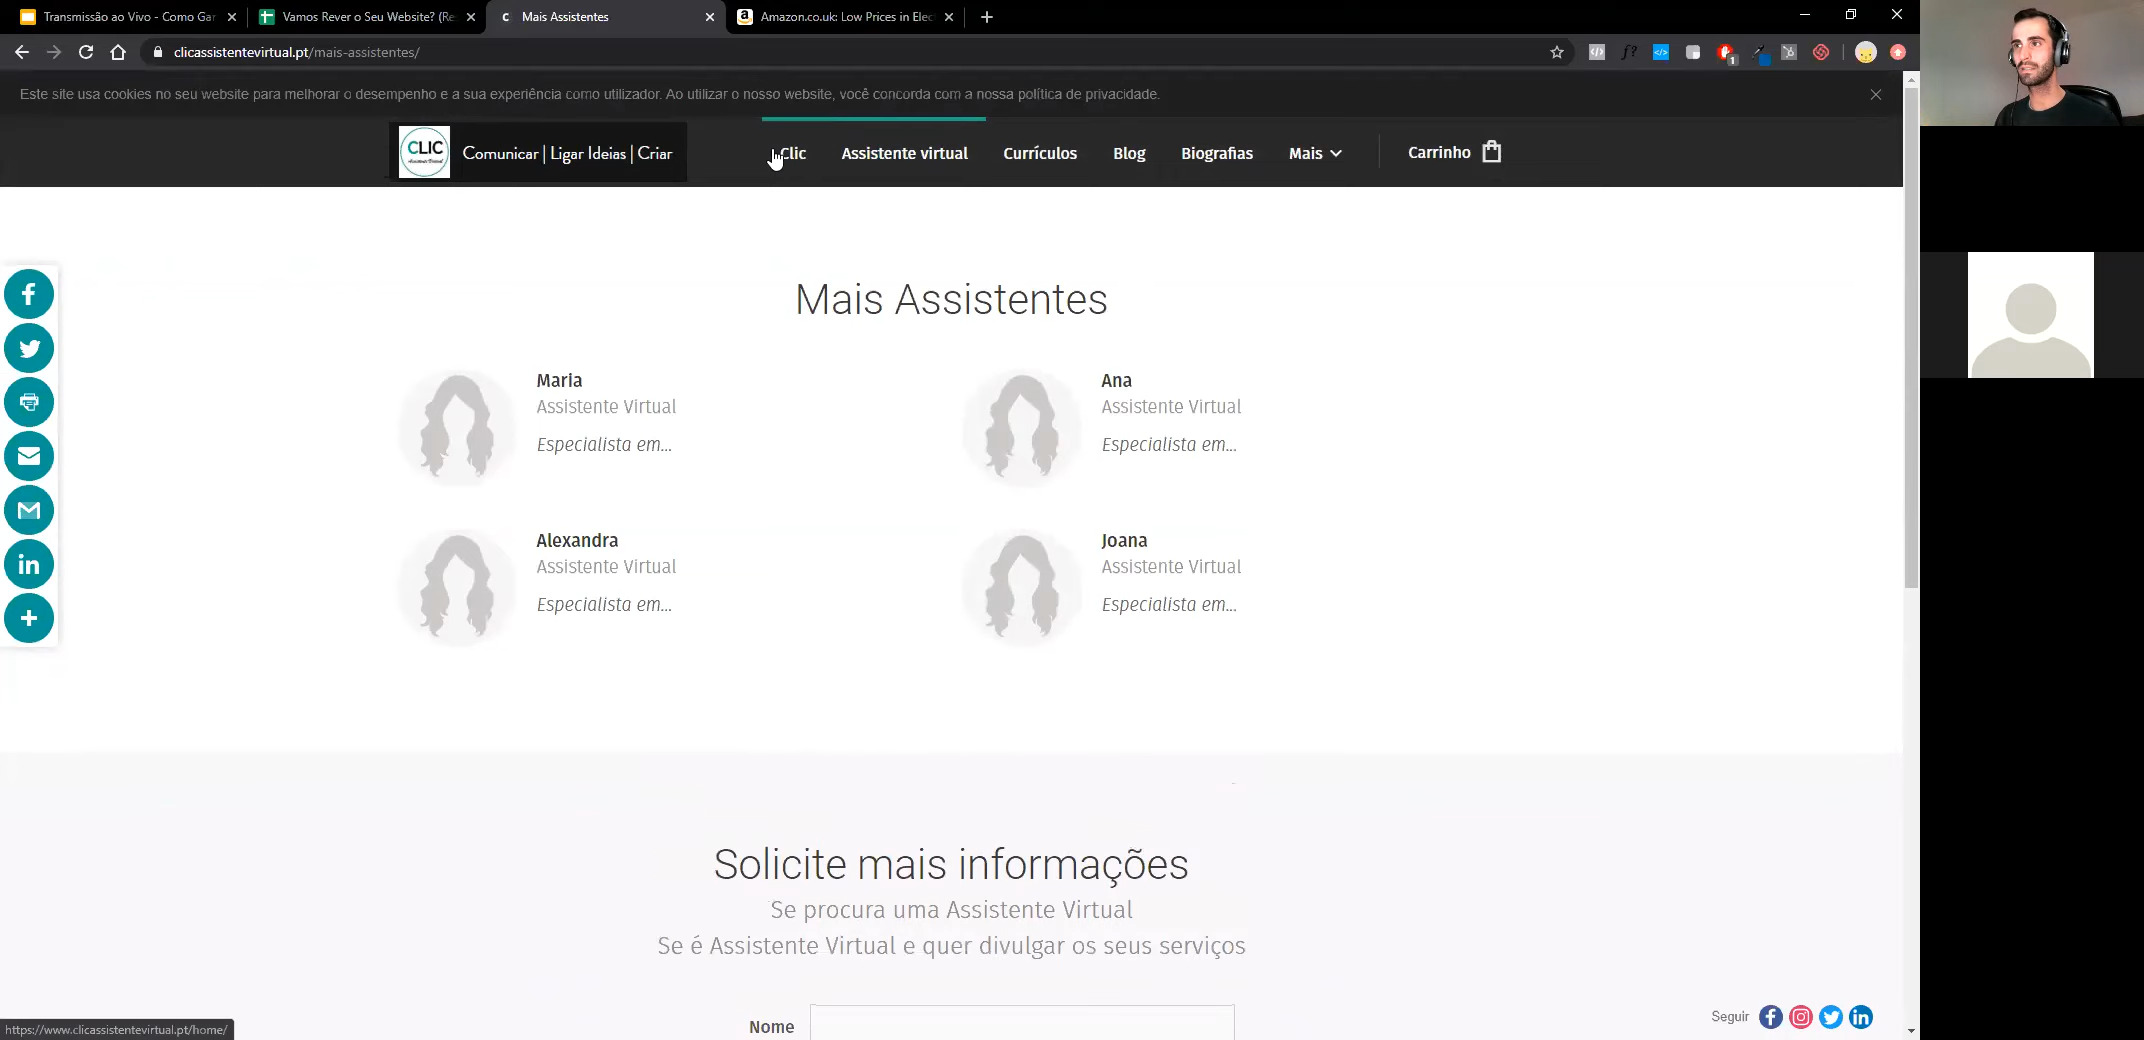 Transmissão ao Vivo - Como Gar
Vamos Rever o Seu Website? (Re
Mais Assistentes
Amazon.co.uk: Low Prices in Elec
clicassistentevirtual.pt/mais-assistentes/
Este site usa cookies no seu website para melhorar o desempenho e a sua experiência como utilizador. Ao utilizar o nosso website, você concorda com a nossa política de privacidade.
CLIC
Assistente Virtual
Comunicar | Ligar Ideias | Criar
Clic
Assistente virtual
Currículos
Blog
Biografias
Mais
Carrinho
Mais Assistentes
Maria
Assistente Virtual
Especialista em...
Ana
Assistente Virtual
Especialista em...
Alexandra
Assistente Virtual
Especialista em...
Joana
Assistente Virtual
Especialista em...
Solicite mais informações
Se procura uma Assistente Virtual
Se é Assistente Virtual e quer divulgar os seus serviços
Nome
Seguir
https://www.clicassistentevirtual.pt/home/